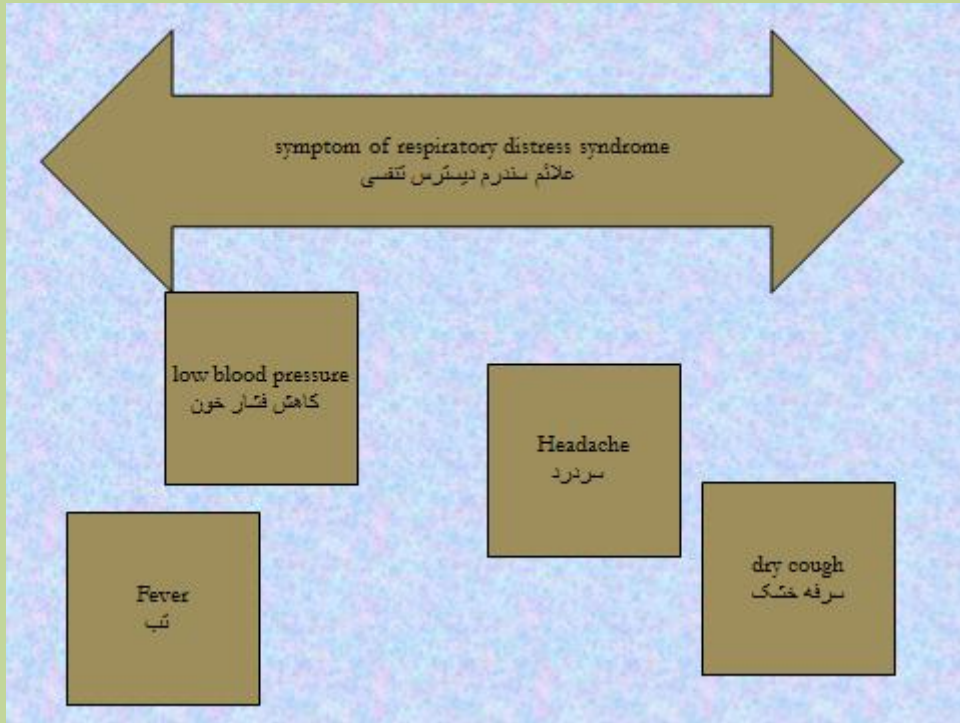 symptom of respiratory distress syndrome
علائم سندرم دیسترس تنفسی
low blood pressure
کاهش فشار خون
Headache
سردرد
dry cough
سرفه خشک
Fever
تب